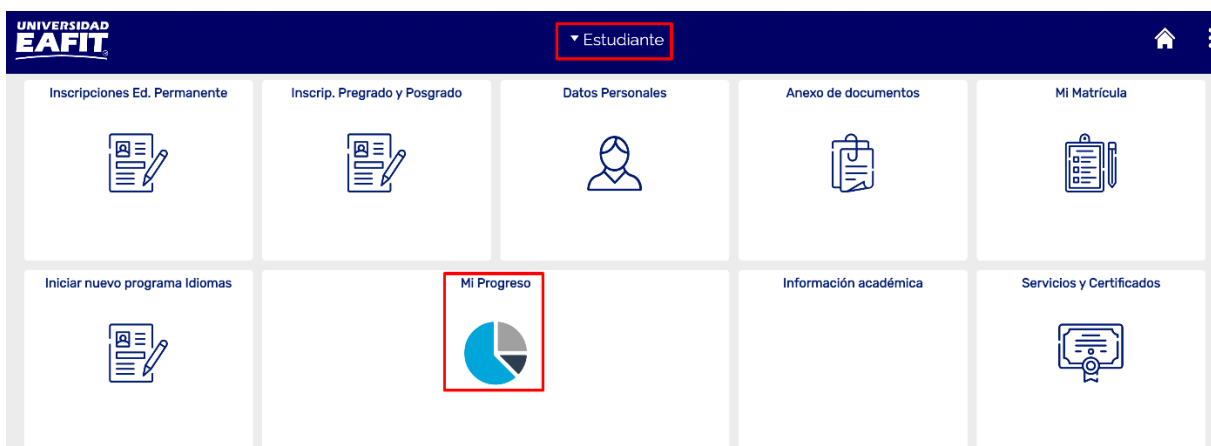 UNIVERSIDAD
EAFIT
Estudiante
Inscripciones Ed. Permanente
Inscrip. Pregrado y Posgrado
Datos Personales
Anexo de documentos
Mi Matrícula
Iniciar nuevo programa Idiomas
Mi Progreso
Información académica
Servicios y Certificados